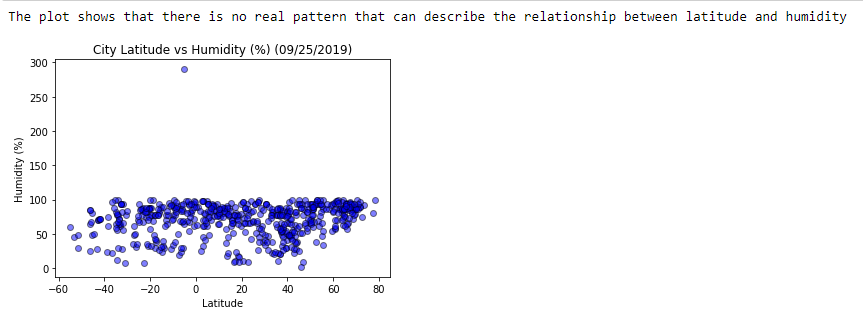 The plot shows that there is no real pattern that can describe the relationship between latitude and humidity
City Latitude vs Humidity (%) (09/25/2019)
300
250
200
150
100
50
0
Humidity (%)
−60 −40 −20 0 20 40 60 80
Latitude